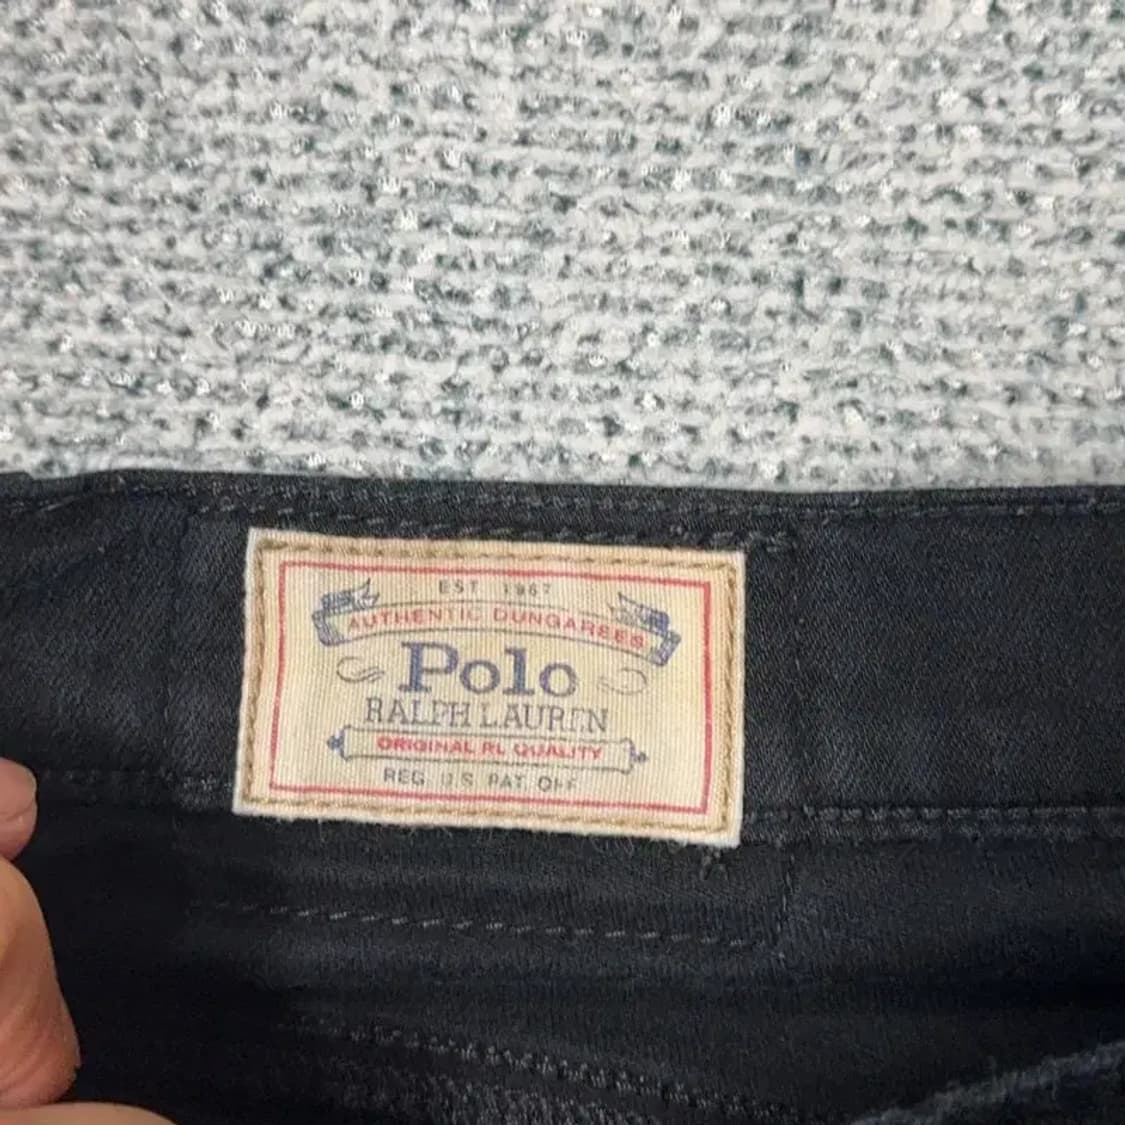 EST 1967
AUTHENTIC DUNGAREES
Polo
RALPH LAUREN
ORIGINAL RL QUALITY
REG. U.S. PAT. OFF.